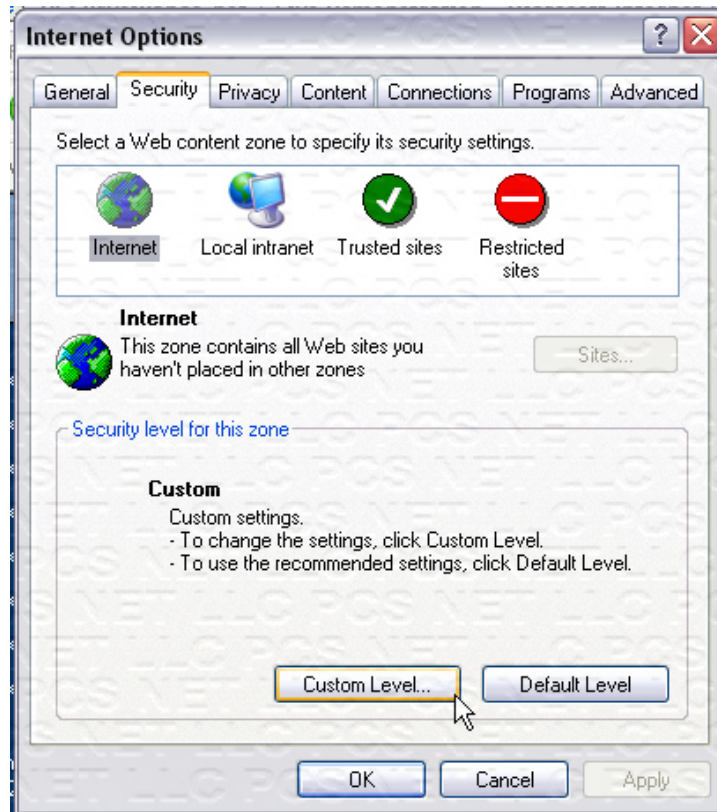 Internet Options
General Security Privacy Content Connections Programs Advanced
Select a Web content zone to specify its security settings.
Internet Local intranet Trusted sites Restricted sites
Internet
This zone contains all Web sites you
haven't placed in other zones
Sites...
Security level for this zone
Custom
Custom settings.
- To change the settings, click Custom Level.
- To use the recommended settings, click Default Level.
Custom Level... Default Level
OK Cancel Apply
PCS NET LLC